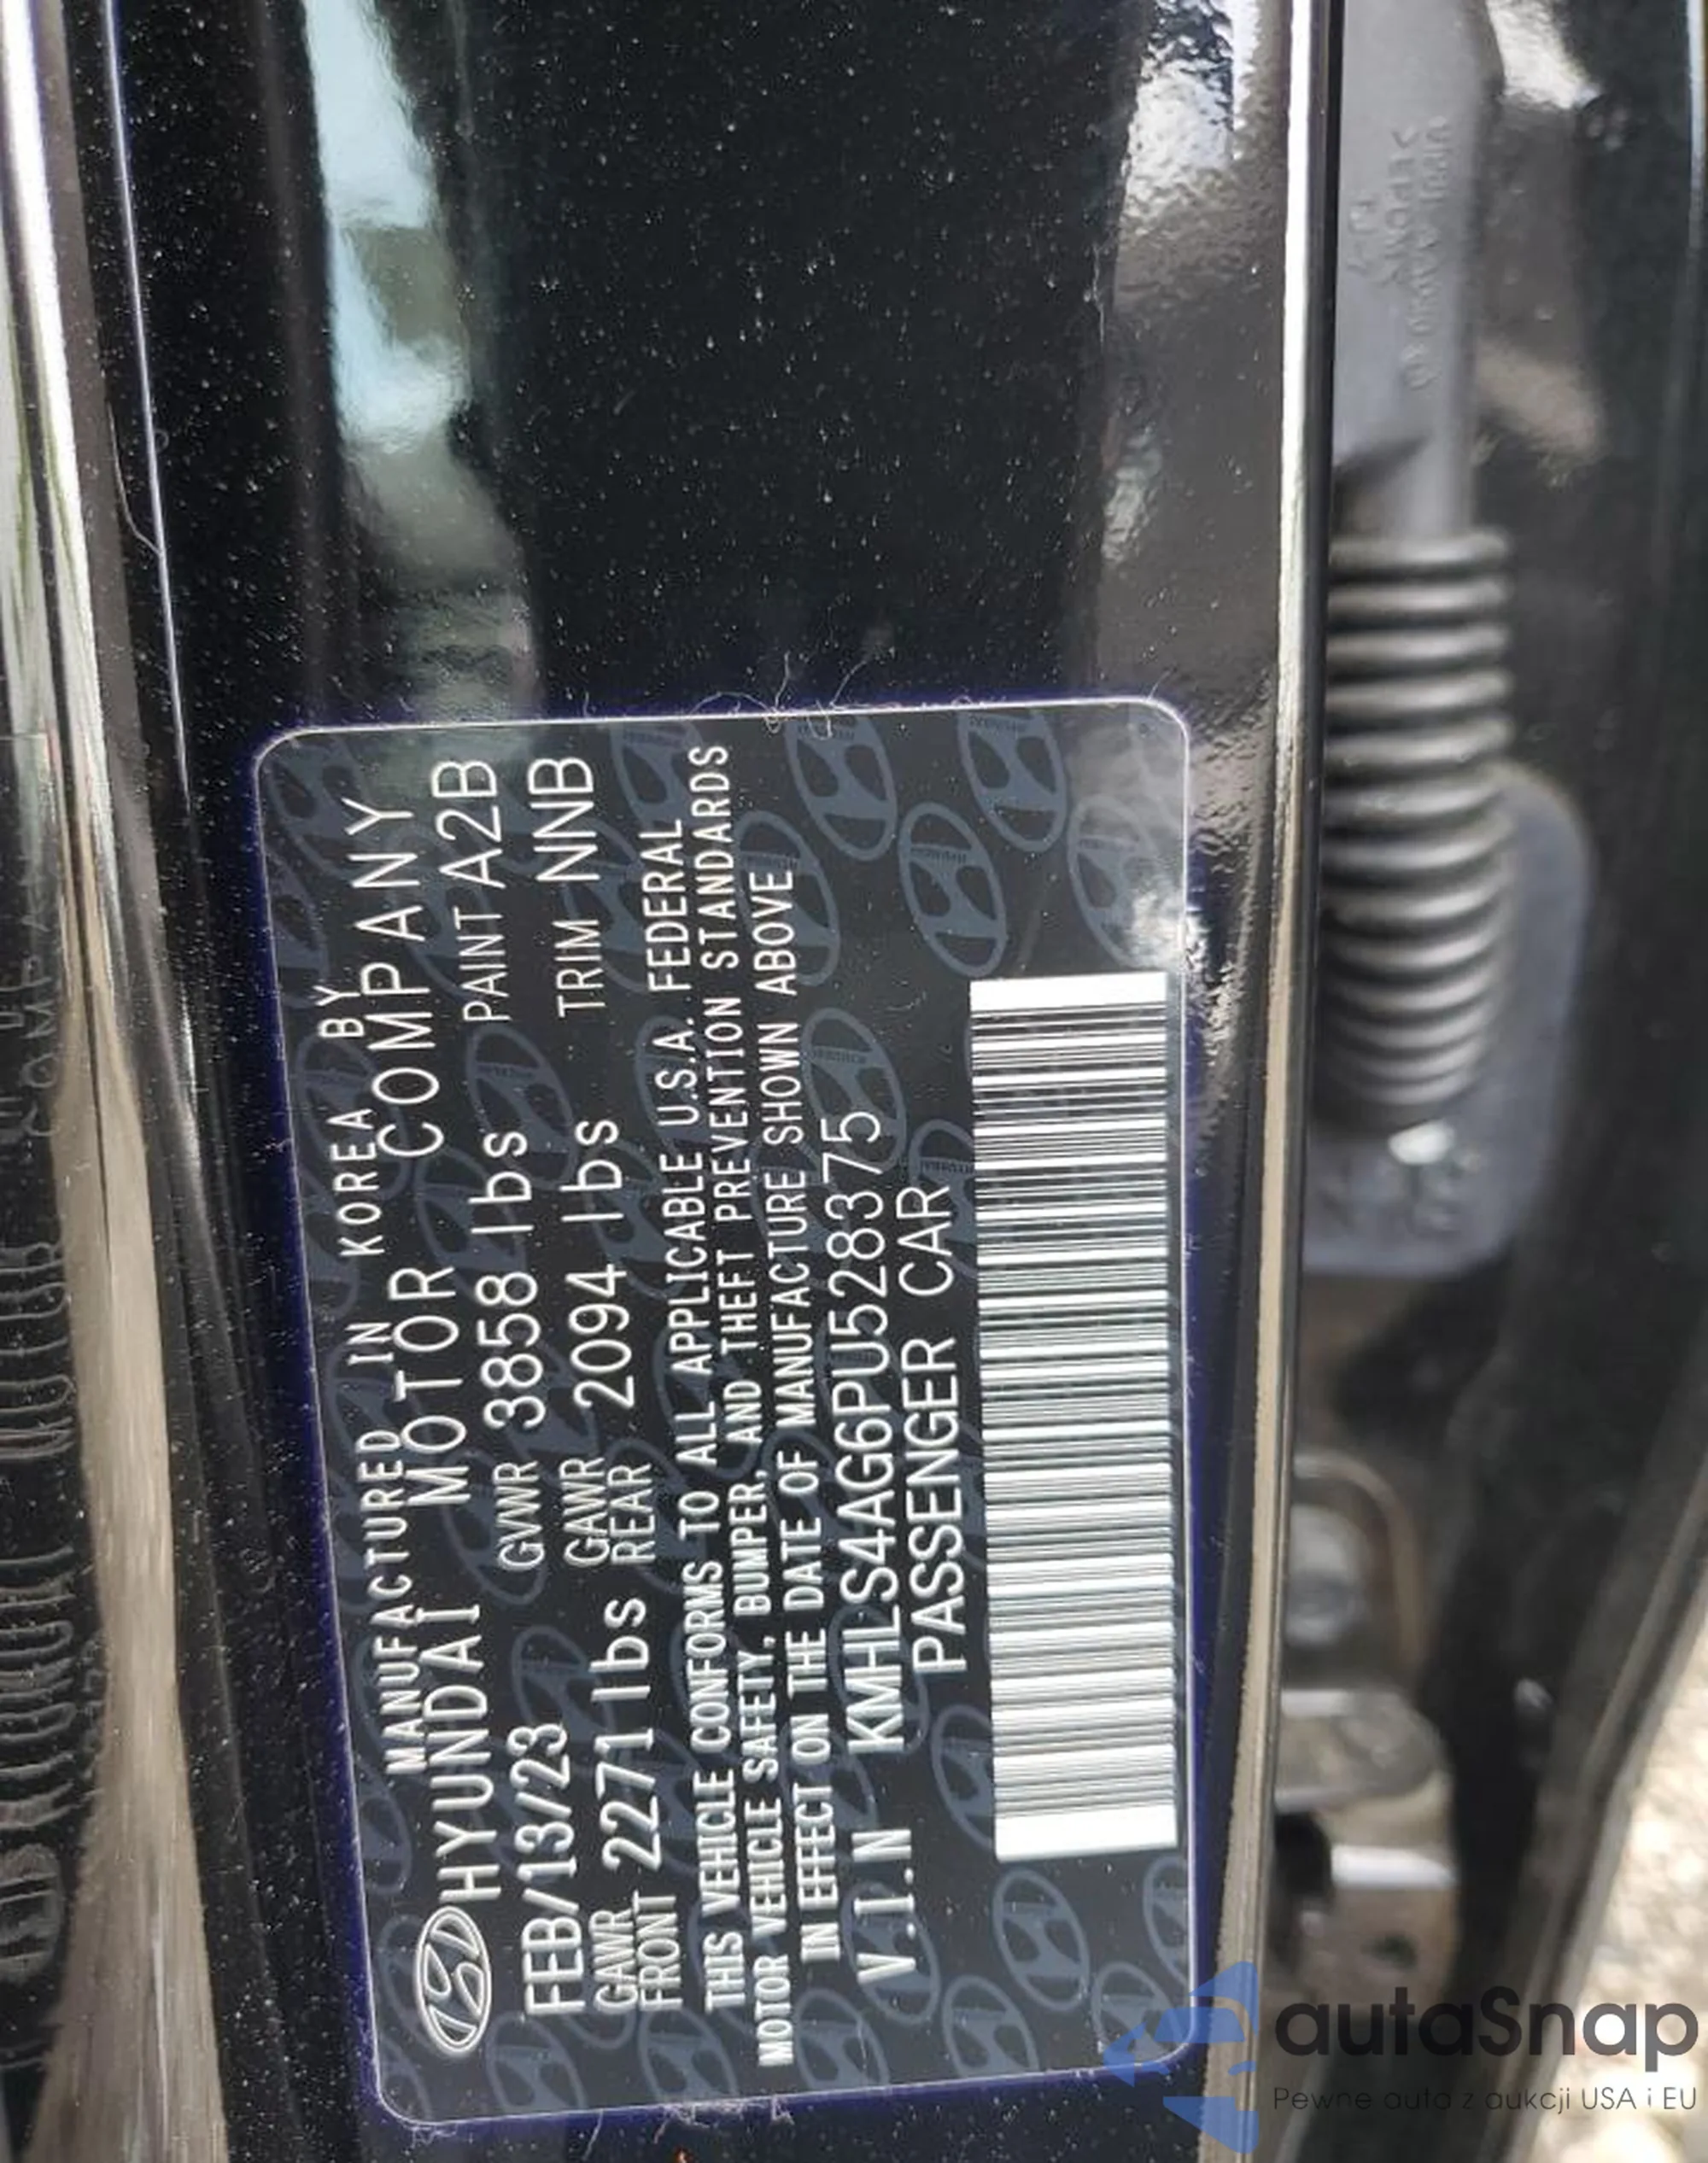 MANUFACTURED IN KOREA BY
HYUNDAI MOTOR COMPANY
FEB/13/23 GVWR 3858 lbs PAINT A2B
GAWR FRONT 2271 lbs GAWR REAR 2094 lbs TRIM NNB
THIS VEHICLE CONFORMS TO ALL APPLICABLE U.S.A. FEDERAL
MOTOR VEHICLE SAFETY, BUMPER, AND THEFT PREVENTION STANDARDS
IN EFFECT ON THE DATE OF MANUFACTURE SHOWN ABOVE
V.I.N KMHLS4AG6PU528375
PASSENGER CAR
autaSnap
Pewne auta z aukcji USA i EU